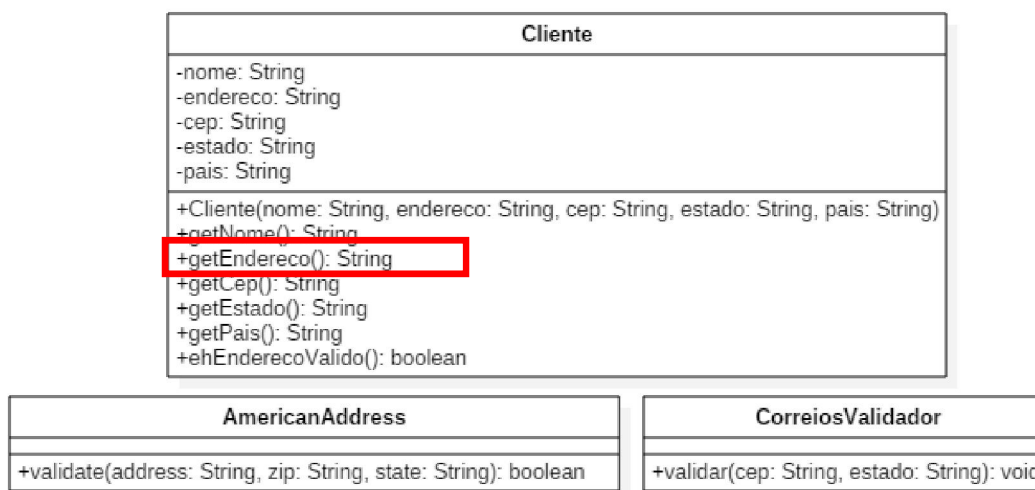 Cliente
-nome: String
-endereco: String
-cep: String
-estado: String
-pais: String
+Cliente(nome: String, endereco: String, cep: String, estado: String, pais: String)
+getNome(): String
+getEndereco(): String
+getCep(): String
+getEstado(): String
+getPais(): String
+ehEnderecoValido(): boolean
AmericanAddress
+validate(address: String, zip: String, state: String): boolean
CorreiosValidador
+validar(cep: String, estado: String): void